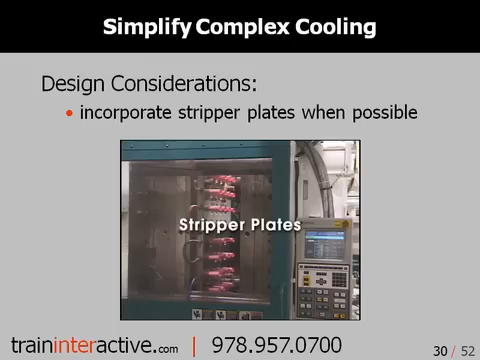 Simplify Complex Cooling
Design Considerations:
• incorporate stripper plates when possible
Stripper Plates
traininteractive.com | 978.957.0700
30 / 52